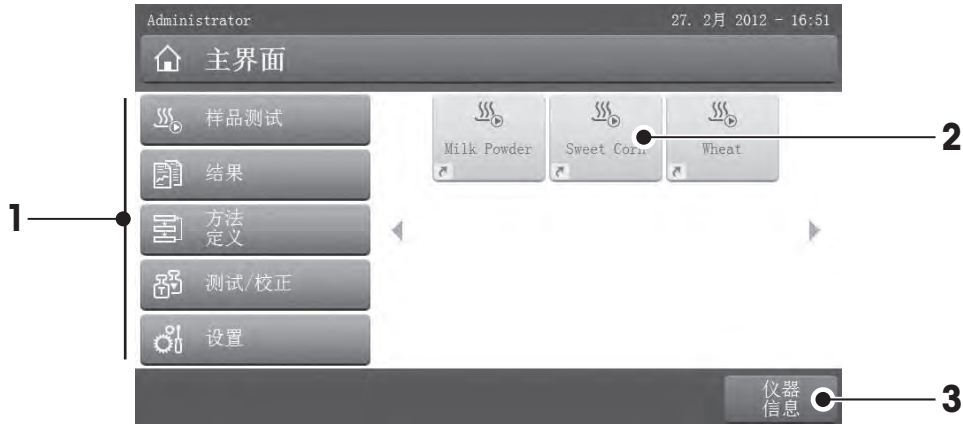 Administrator
27. 2月 2012 - 16:51
主界面
样品测试
结果
方法
定义
测试/校正
设置
Milk Powder
Sweet Corn
Wheat
仪器
信息
1
2
3